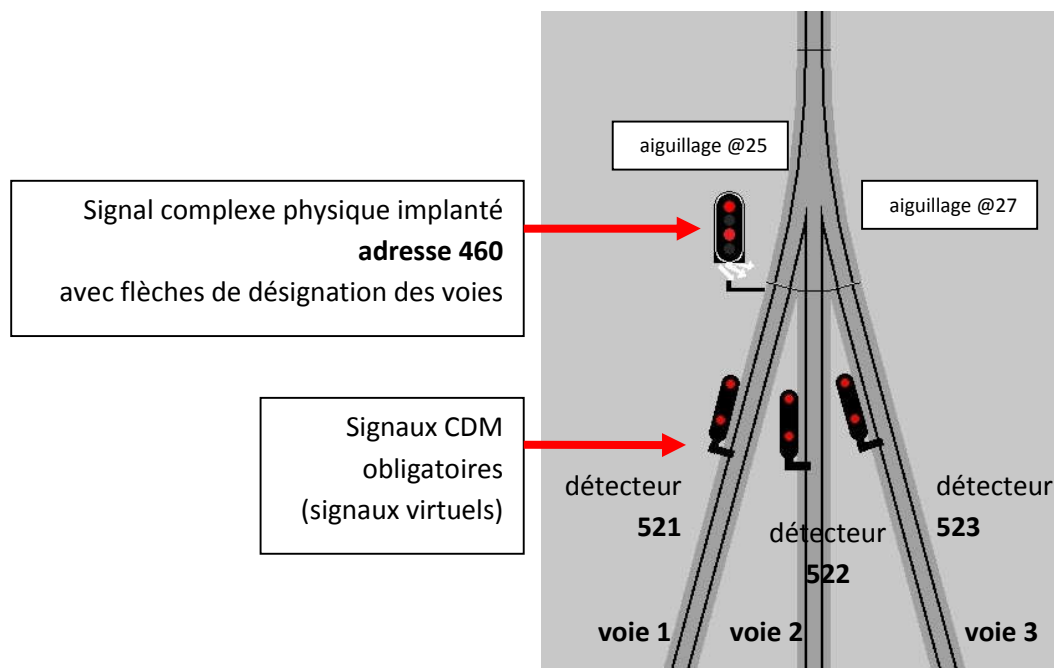 aiguillage @25
Signal complexe physique implanté
adresse 460
avec flèches de désignation des voies
aiguillage @27
Signaux CDM
obligatoires
(signaux virtuels)
détecteur
521
détecteur
522
détecteur
523
voie 1
voie 2
voie 3